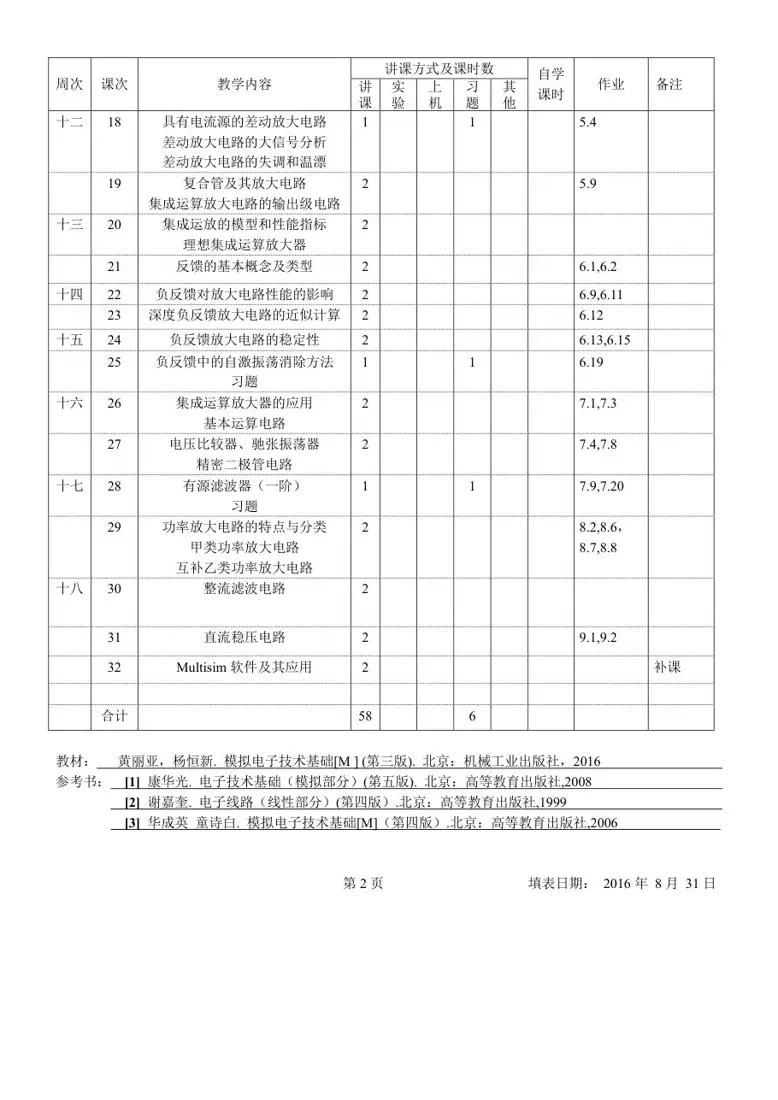 讲课方式及课时数
周次 课次 教学内容 讲课 实验 上机 习题 其他 自学课时 作业 备注
十二 18 具有电流源的差动放大电路 1 1 5.4
差动放大电路的大信号分析
差动放大电路的失调和温漂
19 复合管及其放大电路 2 5.9
集成运算放大电路的输出级电路
十三 20 集成运放的模型和性能指标 2
理想集成运算放大器
21 反馈的基本概念及类型 2 6.1,6.2
十四 22 负反馈对放大电路性能的影响 2 6.9,6.11
23 深度负反馈放大电路的近似计算 2 6.12
十五 24 负反馈放大电路的稳定性 2 6.13,6.15
25 负反馈中的自激振荡消除方法 1 1 6.19
习题
十六 26 集成运算放大器的应用 2 7.1,7.3
基本运算电路
27 电压比较器、驰张振荡器 2 7.4,7.8
精密二极管电路
十七 28 有源滤波器（一阶） 1 1 7.9,7.20
习题
29 功率放大电路的特点与分类 2 8.2,8.6，
甲类功率放大电路 8.7,8.8
互补乙类功率放大电路
十八 30 整流滤波电路 2
31 直流稳压电路 2 9.1,9.2
32 Multisim 软件及其应用 2 补课
合计 58 6
教材： 黄丽亚，杨恒新. 模拟电子技术基础[M ] (第三版). 北京：机械工业出版社，2016
参考书： [1] 康华光. 电子技术基础（模拟部分）(第五版). 北京：高等教育出版社,2008
[2] 谢嘉奎. 电子线路（线性部分）(第四版）.北京：高等教育出版社,1999
[3] 华成英 童诗白. 模拟电子技术基础[M]（第四版）.北京：高等教育出版社,2006
第 2 页 填表日期： 2016 年 8 月 31 日